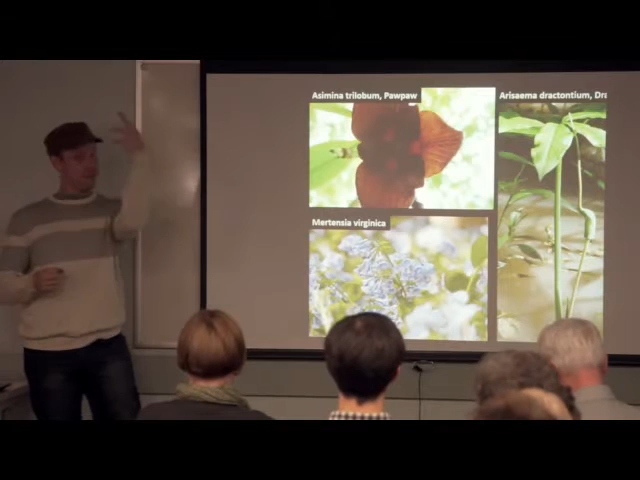 Asimina trilobum, Pawpaw
Arisaema dractontium, Dra
Mertensia virginica